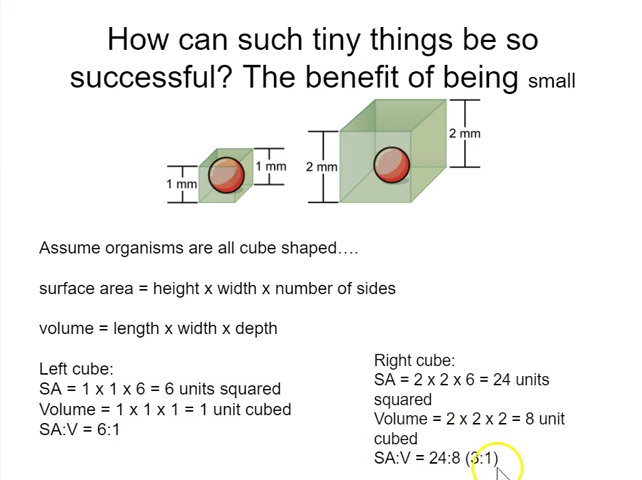 How can such tiny things be so
successful? The benefit of being small
1 mm
1 mm
2 mm
2 mm
Assume organisms are all cube shaped….
surface area = height x width x number of sides
volume = length x width x depth
Left cube:
SA = 1 x 1 x 6 = 6 units squared
Volume = 1 x 1 x 1 = 1 unit cubed
SA:V = 6:1
Right cube:
SA = 2 x 2 x 6 = 24 units
squared
Volume = 2 x 2 x 2 = 8 unit
cubed
SA:V = 24:8 (3:1)